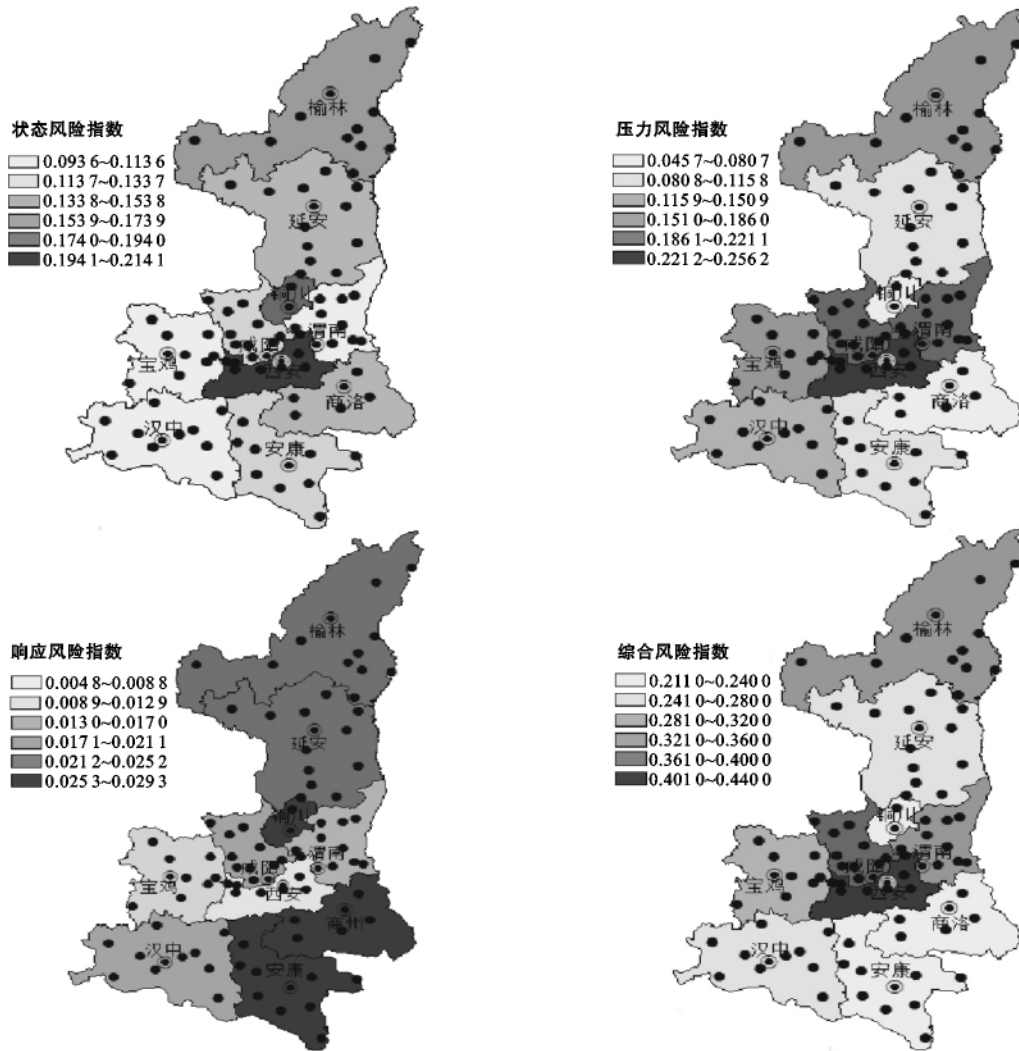 状态风险指数
0.093 6~0.113 6
0.113 7~0.133 7
0.133 8~0.153 8
0.153 9~0.173 9
0.174 0~0.194 0
0.194 1~0.214 1
榆林
延安
铜川
渭南
咸阳
宝鸡
西安
商洛
汉中
安康
压力风险指数
0.045 7~0.080 7
0.080 8~0.115 8
0.115 9~0.150 9
0.151 0~0.186 0
0.186 1~0.221 1
0.221 2~0.256 2
榆林
延安
铜川
渭南
咸阳
宝鸡
西安
商洛
汉中
安康
响应风险指数
0.004 8~0.008 8
0.008 9~0.012 9
0.013 0~0.017 0
0.017 1~0.021 1
0.021 2~0.025 2
0.025 3~0.029 3
榆林
延安
铜川
渭南
咸阳
宝鸡
西安
商州
汉中
安康
综合风险指数
0.211 0~0.240 0
0.241 0~0.280 0
0.281 0~0.320 0
0.321 0~0.360 0
0.361 0~0.400 0
0.401 0~0.440 0
榆林
延安
铜川
渭南
咸阳
宝鸡
西安
商洛
汉中
安康